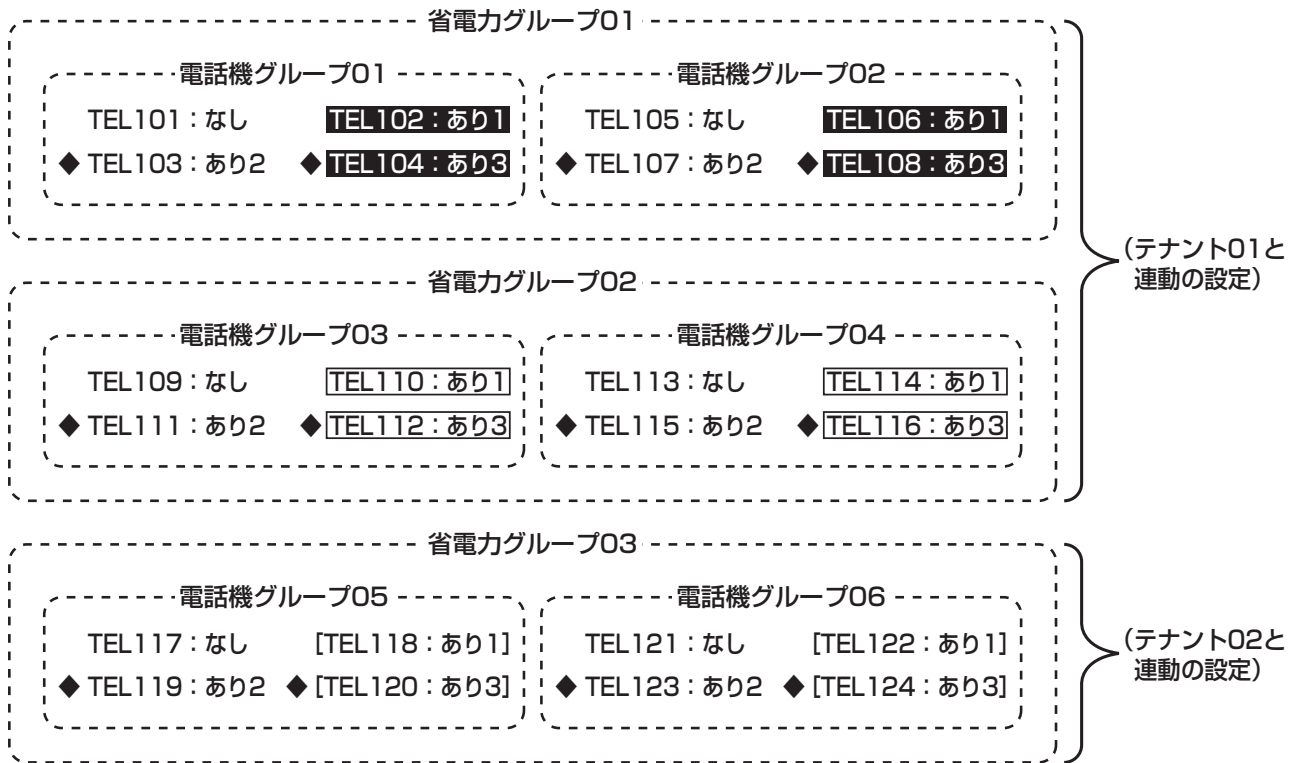 省電力グループ01
電話機グループ01 電話機グループ02
TEL101：なし TEL102：あり1 TEL105：なし TEL106：あり1
◆ TEL103：あり2 ◆ TEL104：あり3 ◆ TEL107：あり2 ◆ TEL108：あり3
（テナント01と
連動の設定）
省電力グループ02
電話機グループ03 電話機グループ04
TEL109：なし TEL110：あり1 TEL113：なし TEL114：あり1
◆ TEL111：あり2 ◆ TEL112：あり3 ◆ TEL115：あり2 ◆ TEL116：あり3
省電力グループ03
電話機グループ05 電話機グループ06
TEL117：なし [TEL118：あり1] TEL121：なし [TEL122：あり1]
◆ TEL119：あり2 ◆ [TEL120：あり3] ◆ TEL123：あり2 ◆ [TEL124：あり3]
（テナント02と
連動の設定）